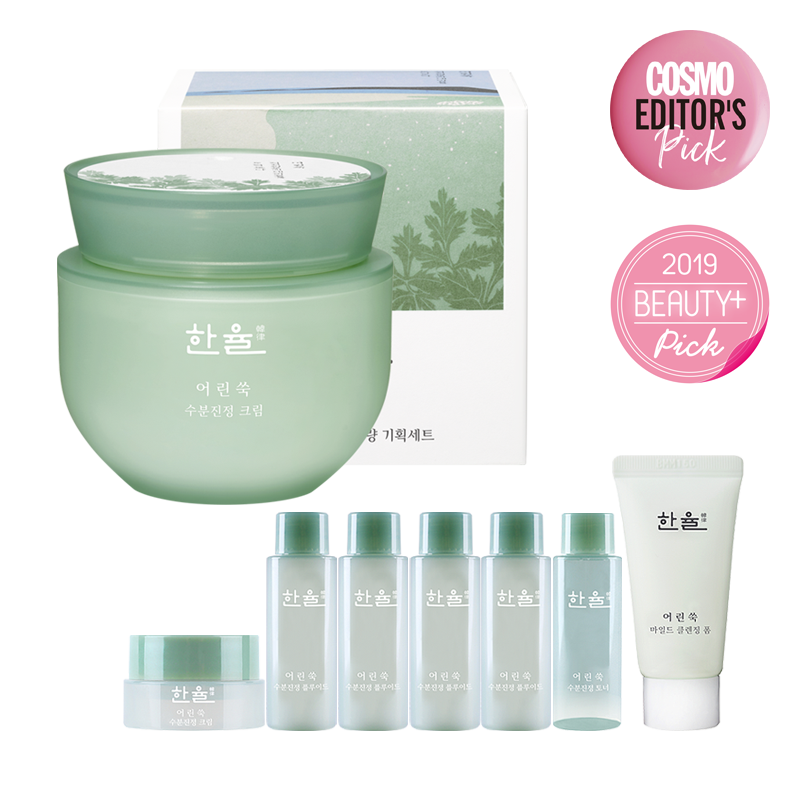 COSMO
EDITOR'S
Pick
2019
BEAUTY+
Pick
한율
어린쑥
수분진정 크림
량 기획세트
한율
어린쑥
수분진정 크림
한율
어린쑥
수분진정 플루이드
한율
어린쑥
수분진정 플루이드
한율
어린쑥
수분진정 플루이드
한율
어린쑥
수분진정 플루이드
한율
어린쑥
수분진정 토너
한율
어린쑥
마일드 클렌징 폼